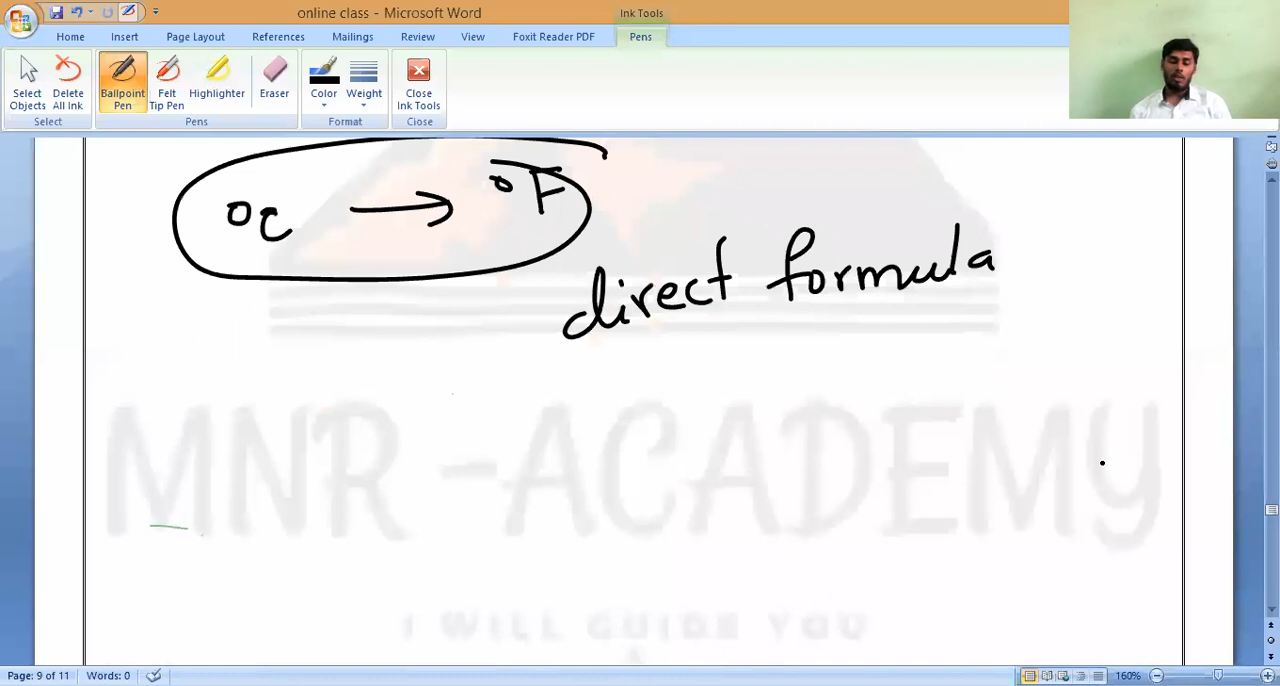 online class - Microsoft Word
Ink Tools
Home Insert Page Layout References Mailings Review View Foxit Reader PDF Pens
Select Objects
Delete All Ink
Ballpoint Pen
Felt Tip Pen
Highlighter
Eraser
Color
Weight
Close Ink Tools
Select Pens Format Close
°C → °F
direct formula
MNR - ACADEMY
I WILL GUIDE YOU
Page: 9 of 11 Words: 0 160%